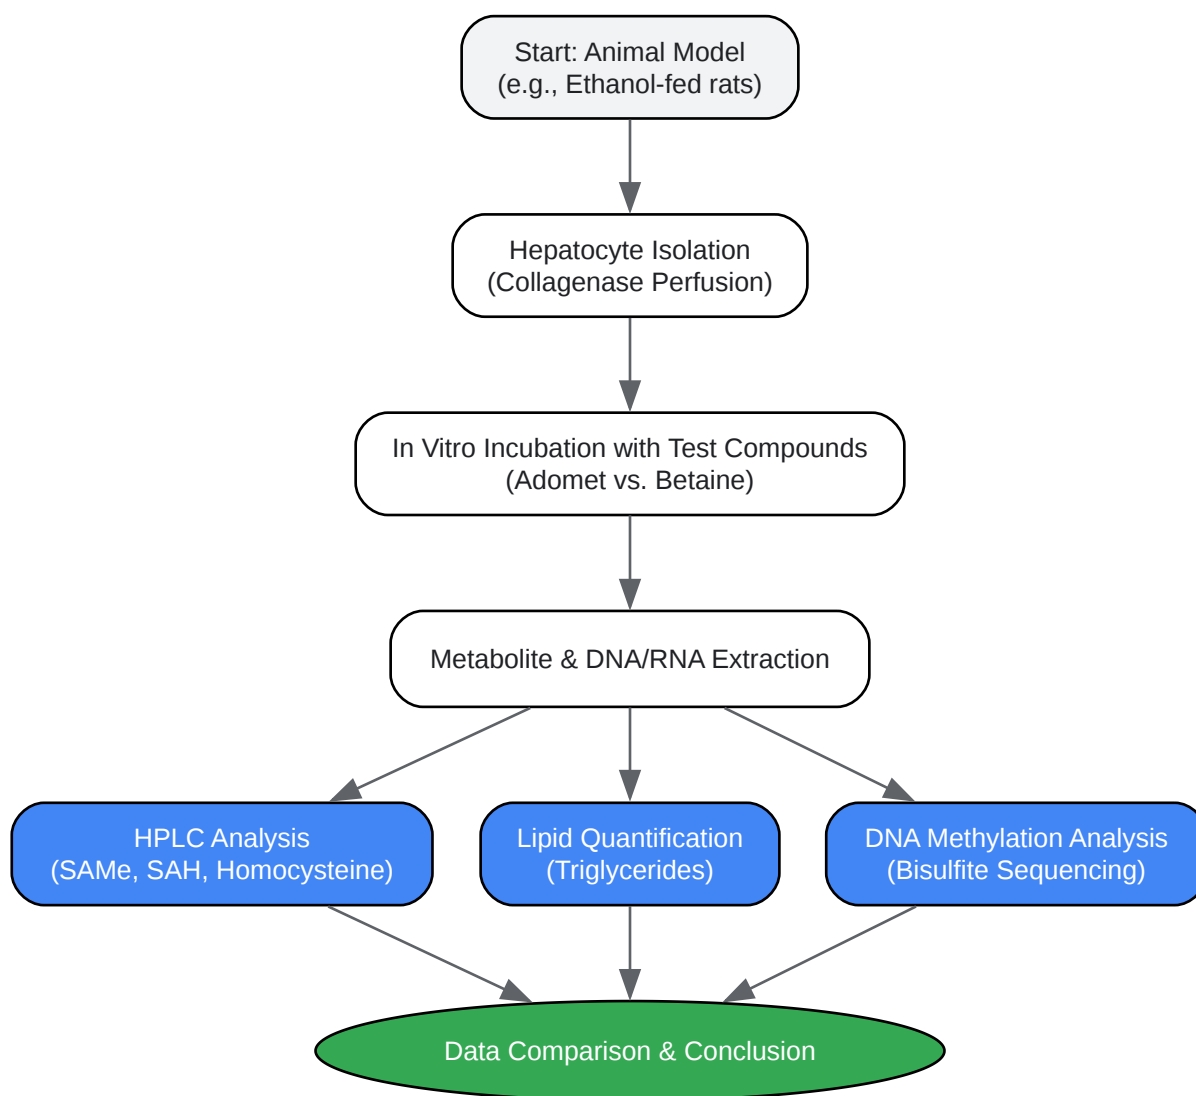 Start: Animal Model
(e.g., Ethanol-fed rats)
Hepatocyte Isolation
(Collagenase Perfusion)
In Vitro Incubation with Test Compounds
(Adomet vs. Betaine)
Metabolite & DNA/RNA Extraction
HPLC Analysis
(SAMe, SAH, Homocysteine)
Lipid Quantification
(Triglycerides)
DNA Methylation Analysis
(Bisulfite Sequencing)
Data Comparison & Conclusion